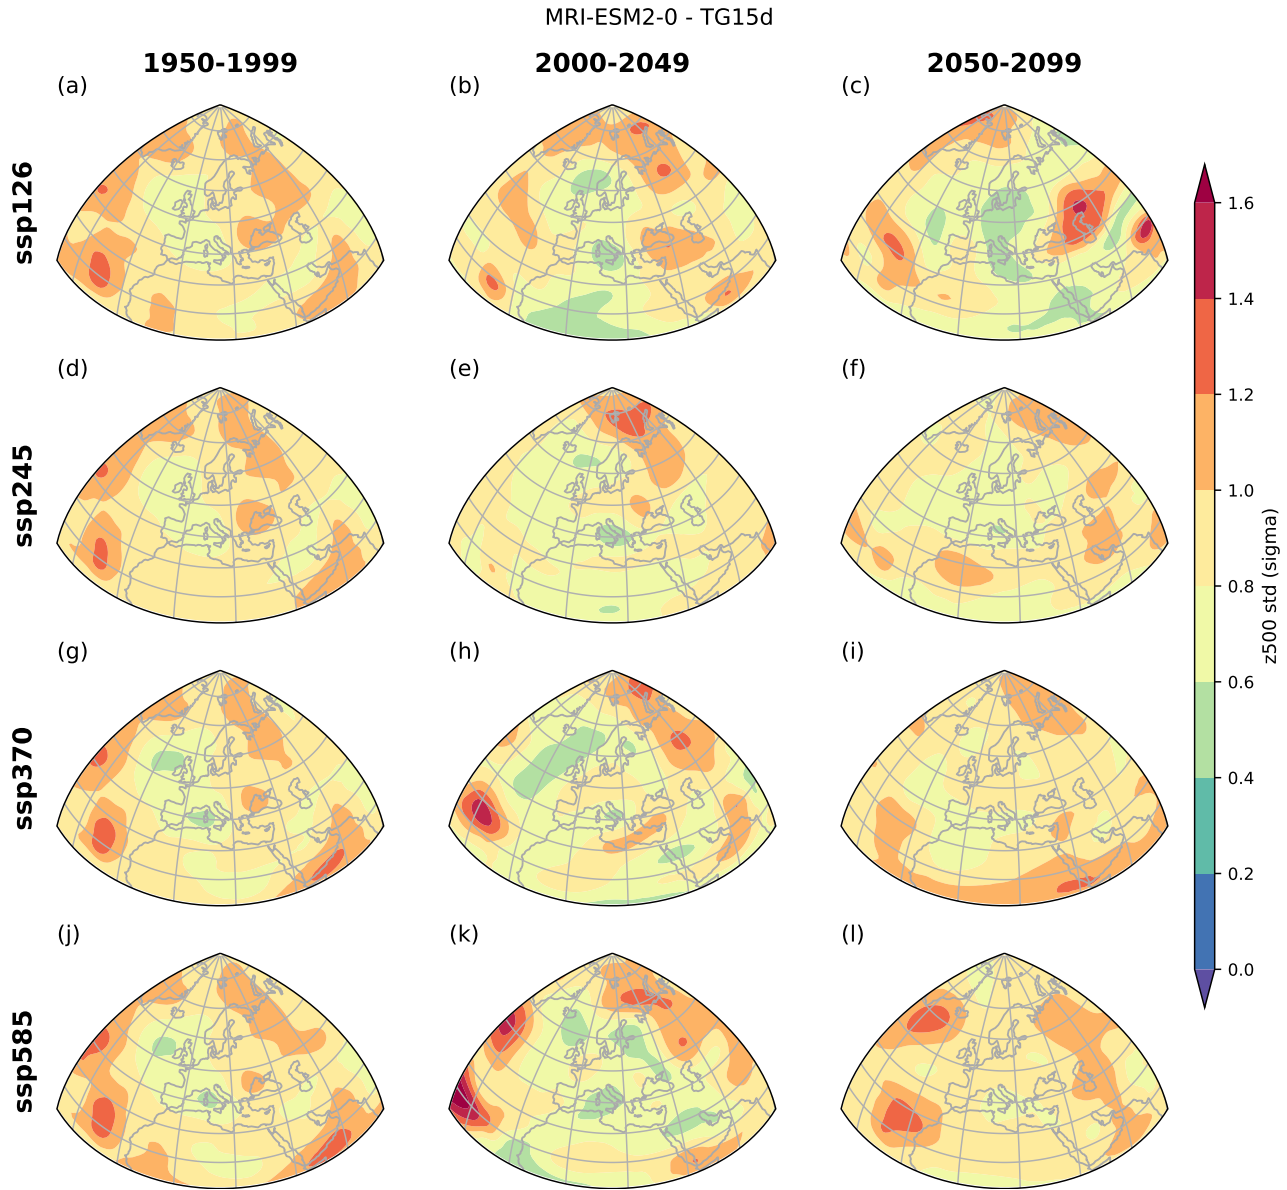 MRI-ESM2-0 - TG15d
1950-1999 2000-2049 2050-2099
(a) (b) (c)
ssp126
(d) (e) (f)
ssp245
(g) (h) (i)
ssp370
(j) (k) (l)
ssp585
1.6
1.4
1.2
1.0
0.8
0.6
0.4
0.2
0.0
z500 std (sigma)